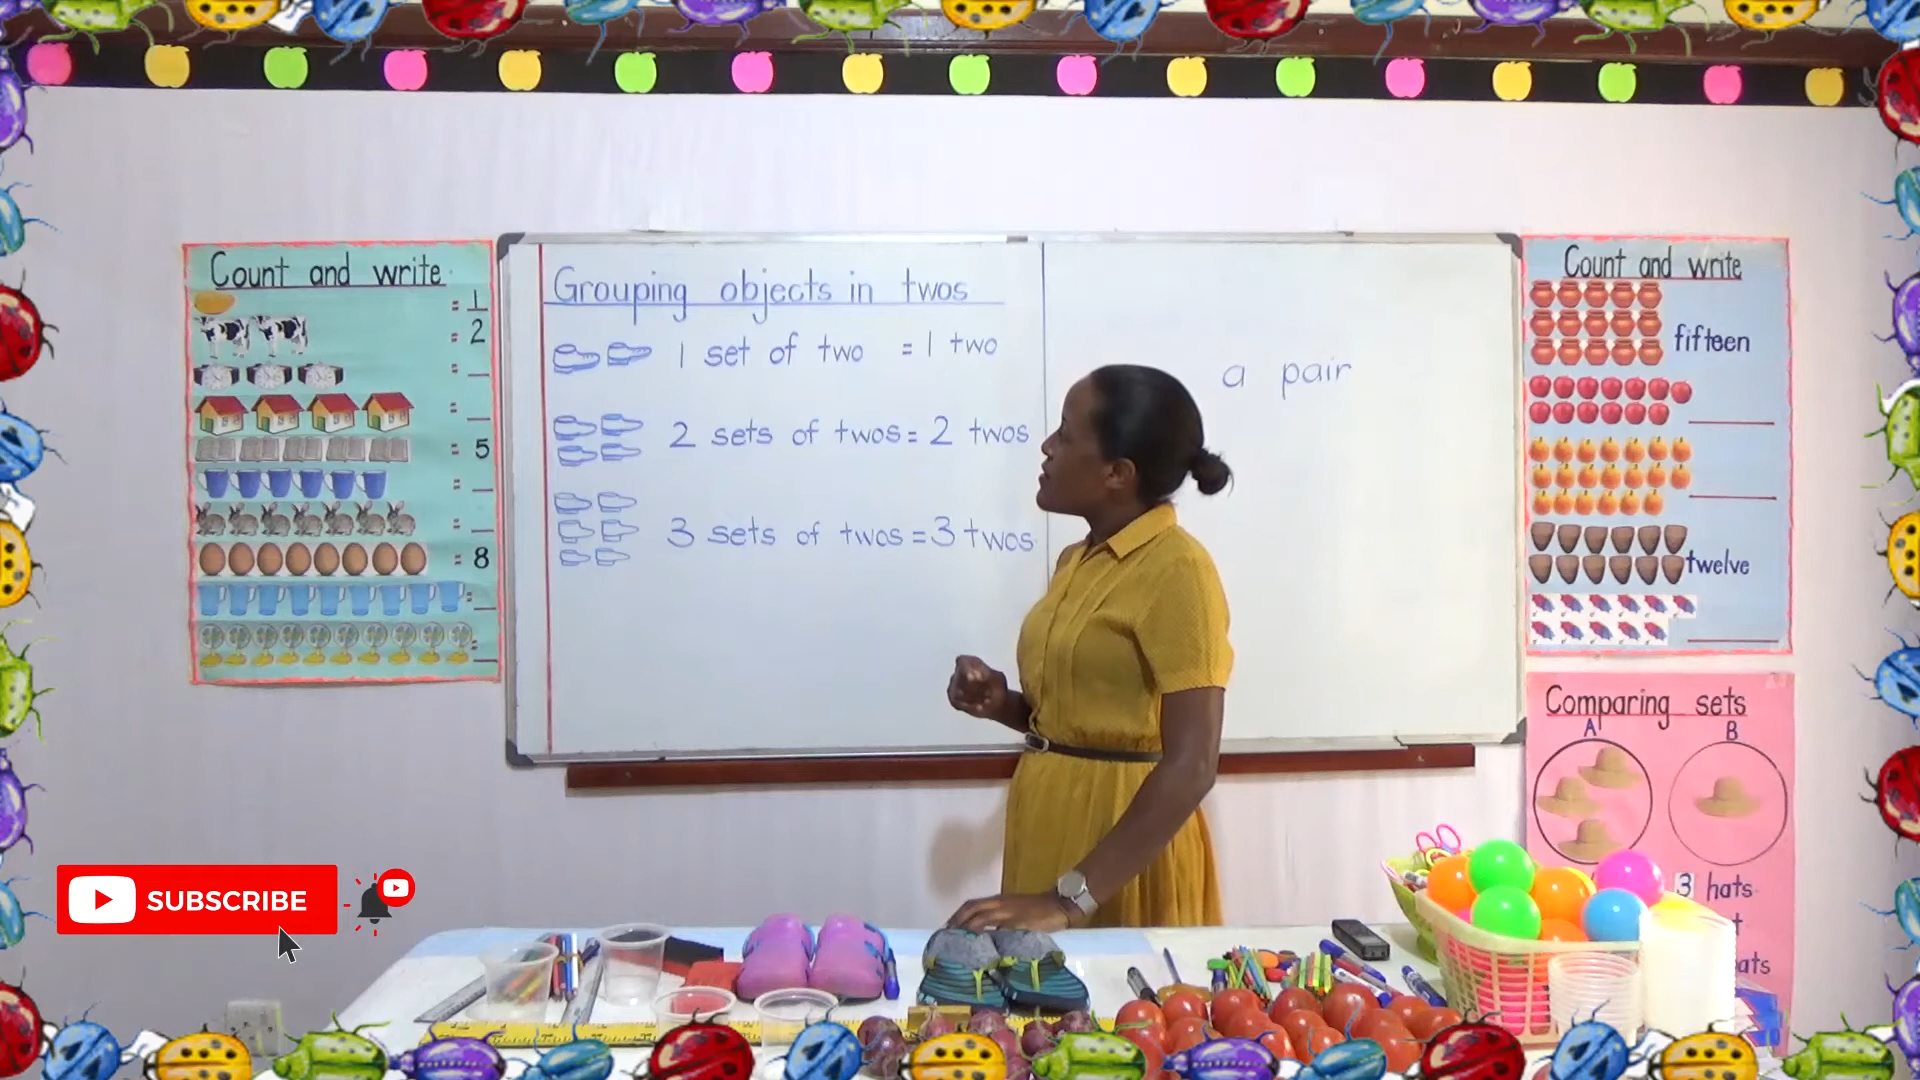 Count and write
= 1
= 2
= _
= _
= 5
= _
= _
= 8
= _
= _
Grouping objects in twos
1 set of two = 1 two
2 sets of twos = 2 twos
3 sets of twos = 3 twos
a pair
Count and write
fifteen
twelve
Comparing sets
A B
3 hats
SUBSCRIBE